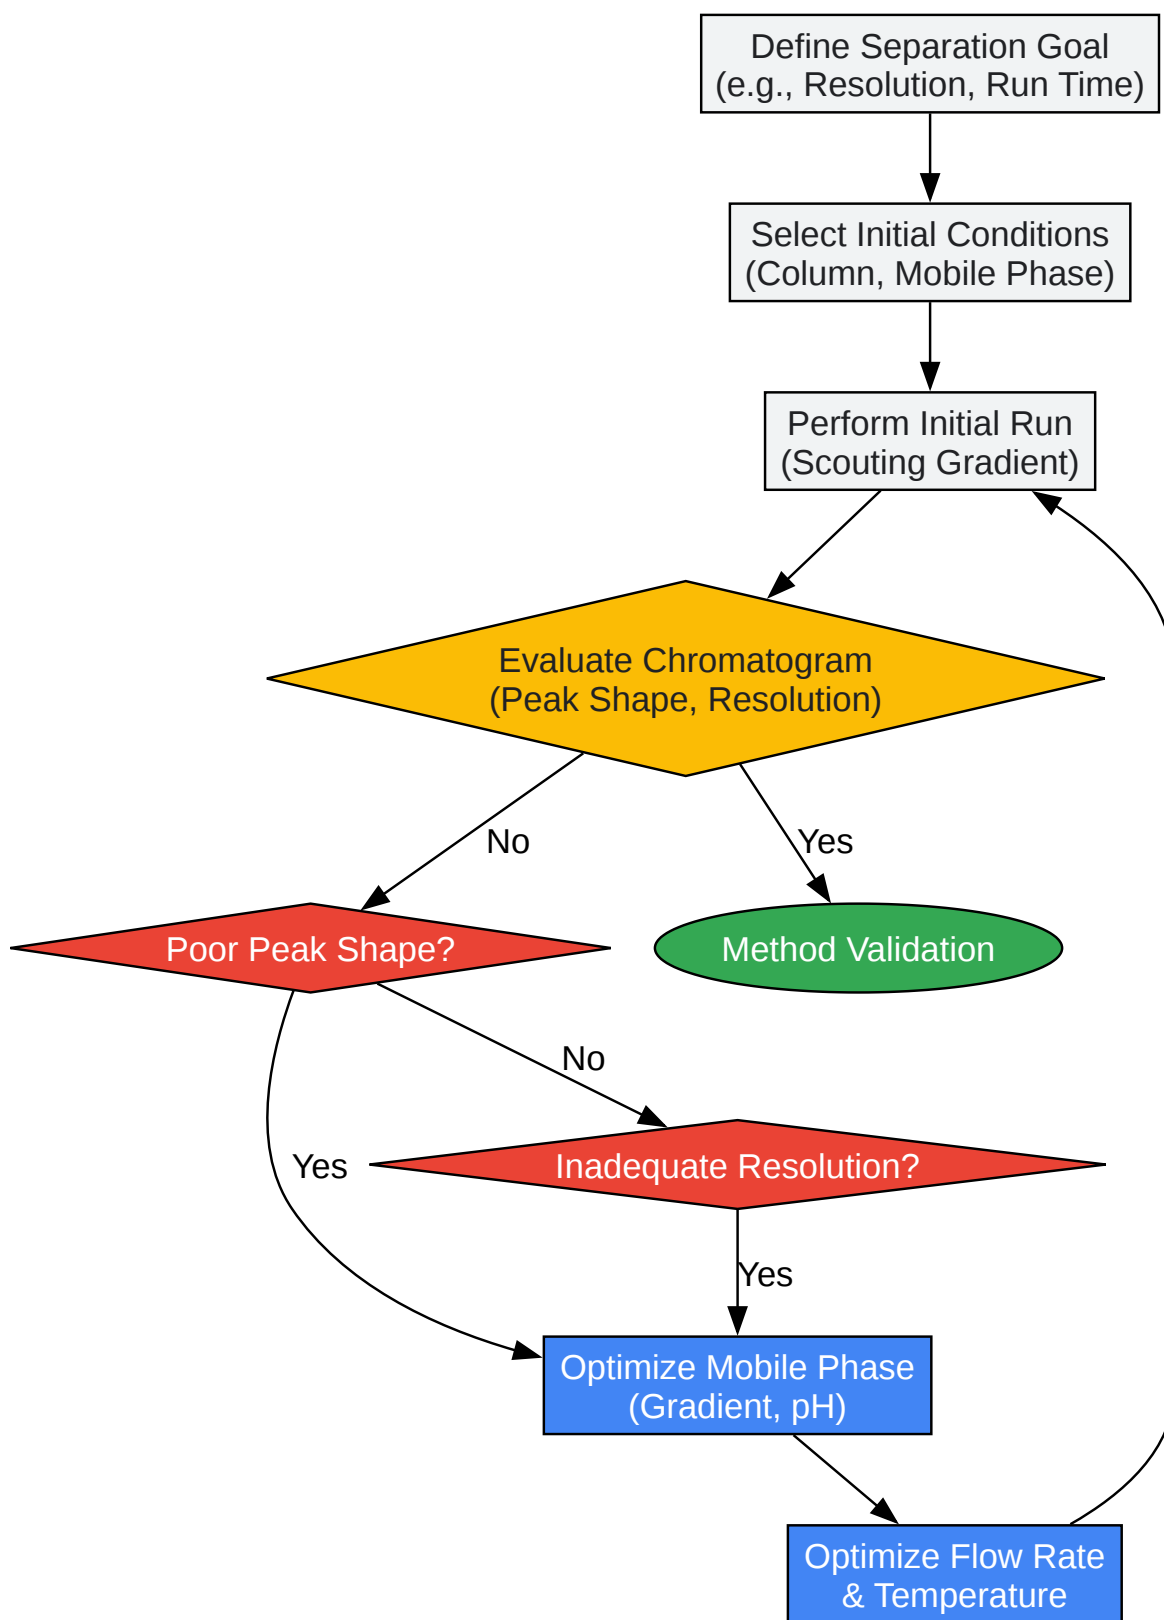 Define Separation Goal
(e.g., Resolution, Run Time)
Select Initial Conditions
(Column, Mobile Phase)
Perform Initial Run
(Scouting Gradient)
Evaluate Chromatogram
(Peak Shape, Resolution)
No
Yes
Poor Peak Shape?
Method Validation
No
Yes
Inadequate Resolution?
Yes
Optimize Mobile Phase
(Gradient, pH)
Optimize Flow Rate
& Temperature